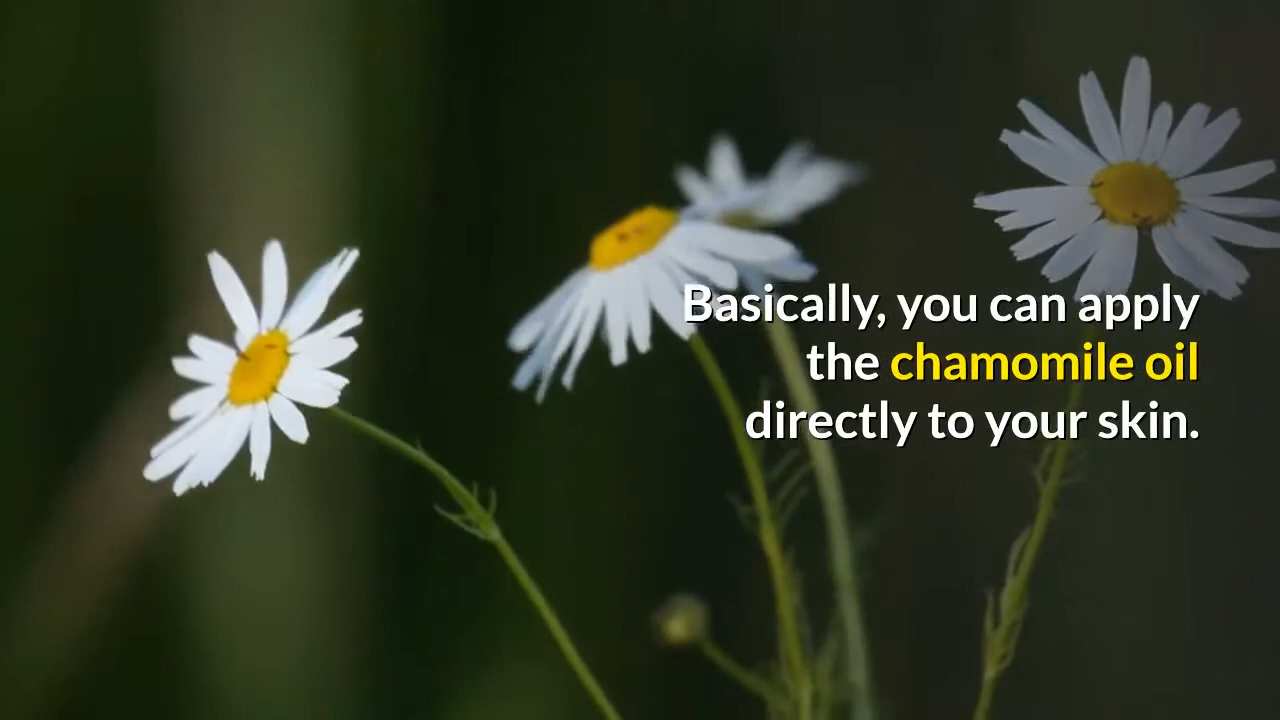 Basically, you can apply
the chamomile oil
directly to your skin.